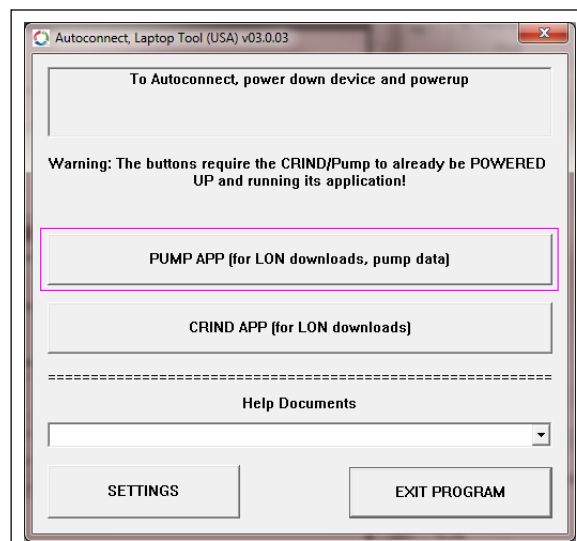 Autoconnect, Laptop Tool (USA) v03.0.03
To Autoconnect, power down device and powerup
Warning: The buttons require the CRIND/Pump to already be POWERED
UP and running its application!
PUMP APP (for LON downloads, pump data)
CRIND APP (for LON downloads)
=======================================================
Help Documents
SETTINGS
EXIT PROGRAM